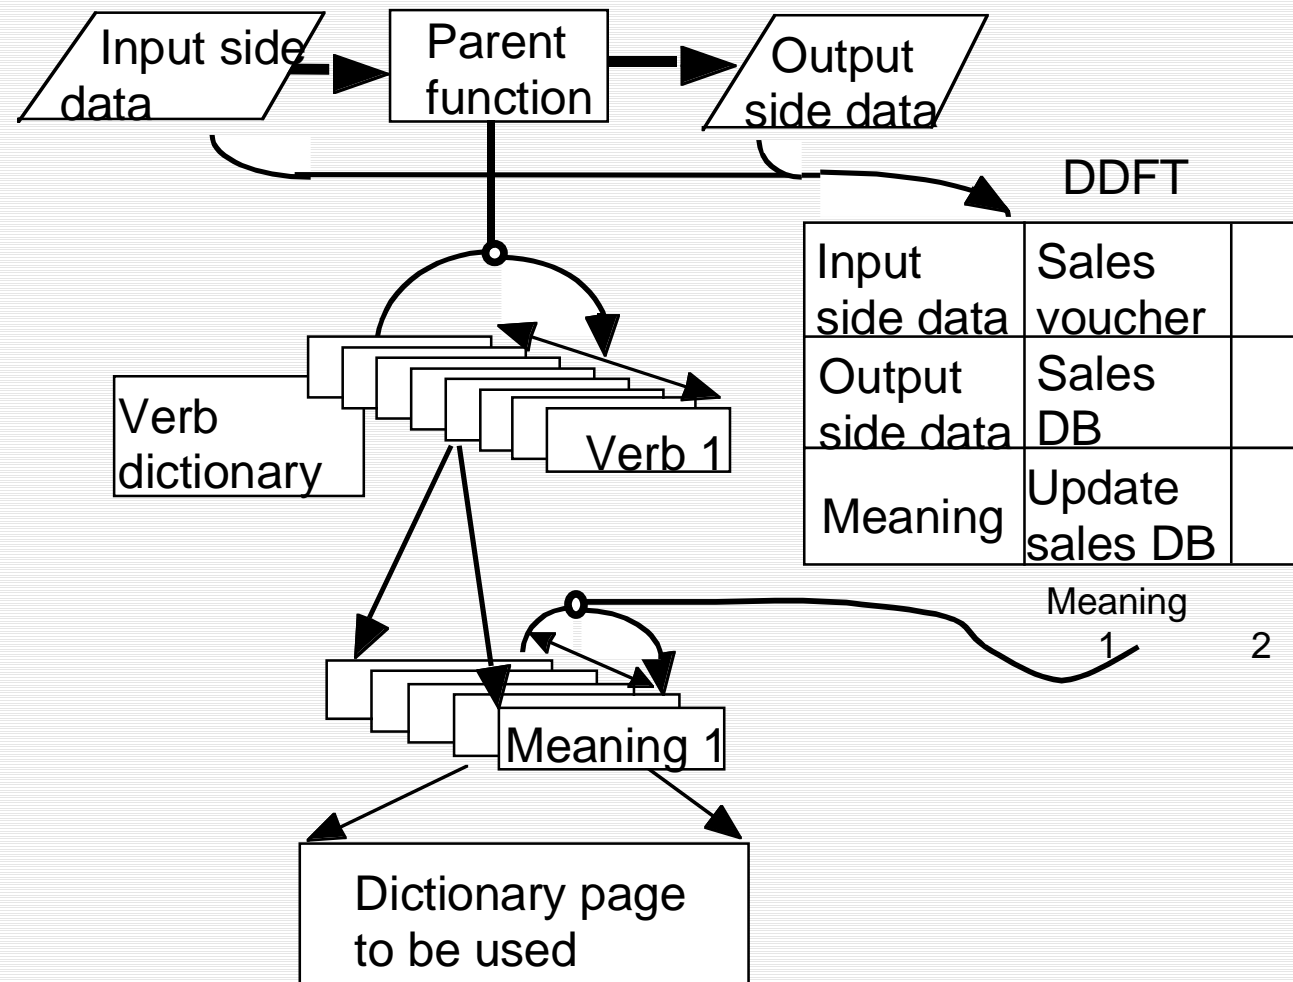 Input side
data
Parent
function
Output
side data
DDFT
Input
side data
Sales
voucher
Output
side data
Sales
DB
Meaning
Update
sales DB
Verb
dictionary
Verb 1
Meaning
1
2
Meaning 1
Dictionary page
to be used